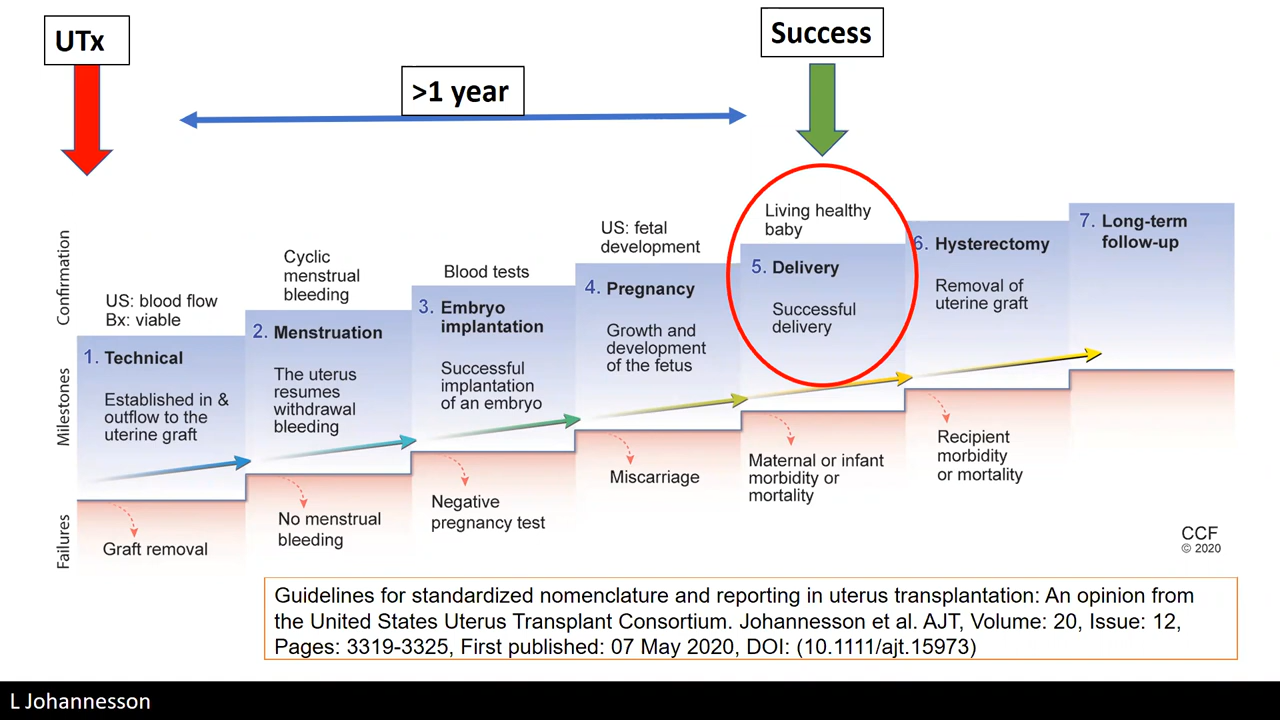 UTx
Success
>1 year
Confirmation
Milestones
Failures
US: blood flow
Bx: viable
1. Technical
Established in &
outflow to the
uterine graft
Graft removal
Cyclic
menstrual
bleeding
2. Menstruation
The uterus
resumes
withdrawal
bleeding
No menstrual
bleeding
Blood tests
3. Embryo
implantation
Successful
implantation
of an embryo
Negative
pregnancy test
US: fetal
development
4. Pregnancy
Growth and
development
of the fetus
Miscarriage
Living healthy
baby
5. Delivery
Successful
delivery
Maternal or infant
morbidity or
mortality
6. Hysterectomy
Removal of
uterine graft
Recipient
morbidity
or mortality
7. Long-term
follow-up
CCF
© 2020
Guidelines for standardized nomenclature and reporting in uterus transplantation: An opinion from
the United States Uterus Transplant Consortium. Johannesson et al. AJT, Volume: 20, Issue: 12,
Pages: 3319-3325, First published: 07 May 2020, DOI: (10.1111/ajt.15973)
L Johannesson